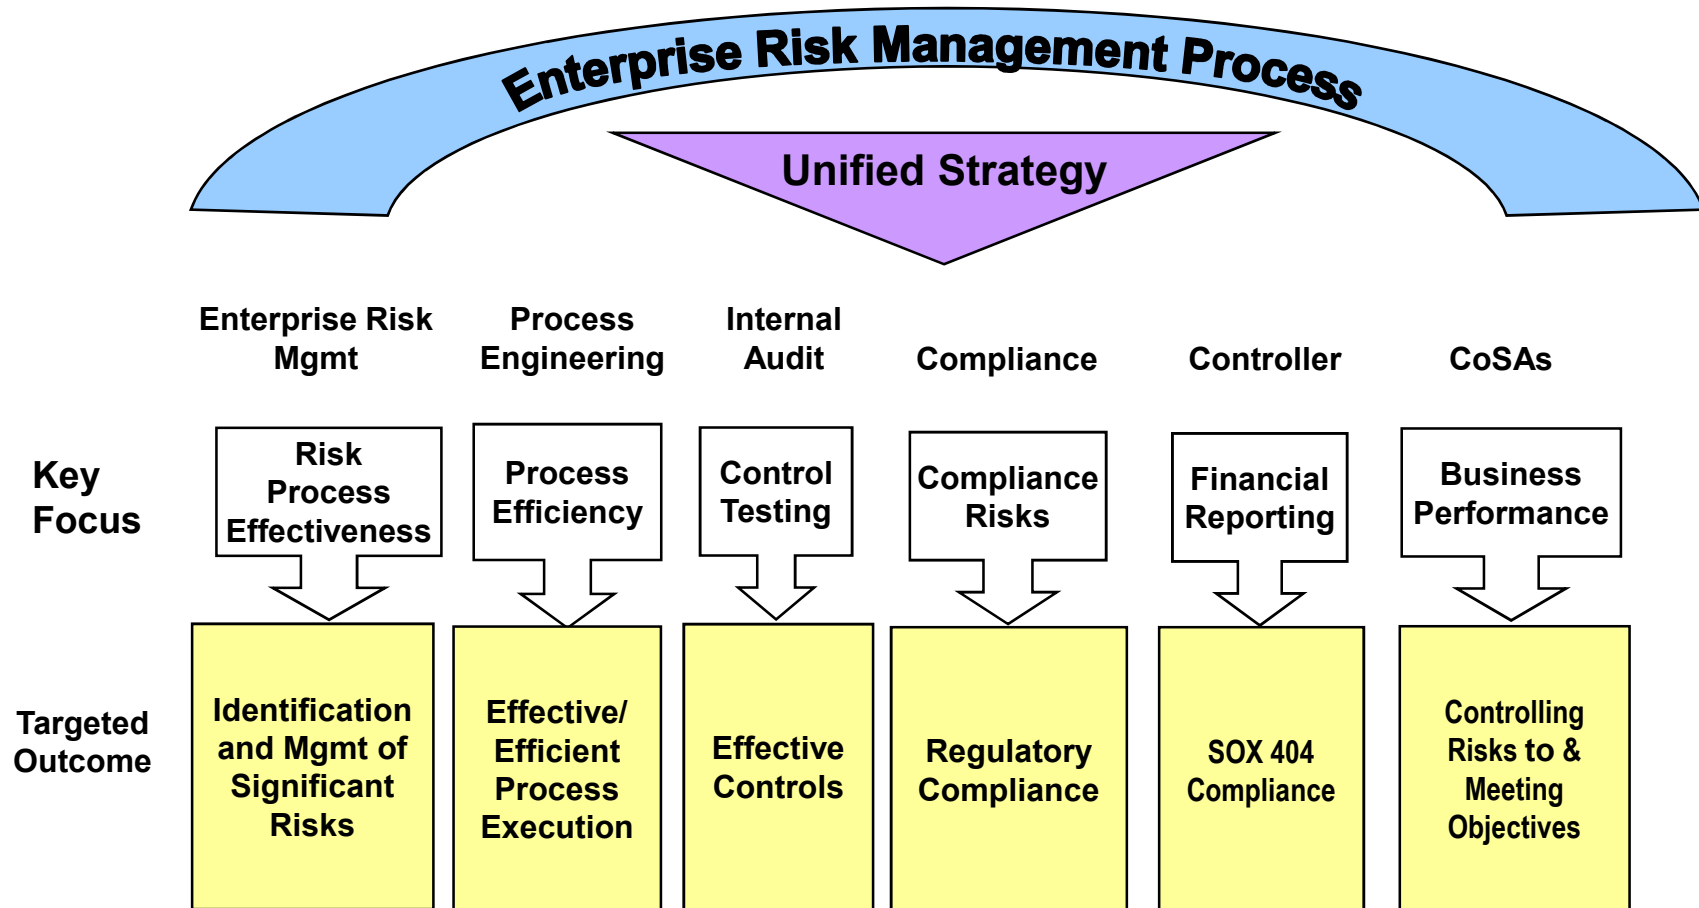 Enterprise Risk Management Process
Unified Strategy
Enterprise Risk
Mgmt
Process
Engineering
Internal
Audit
Compliance
Controller
CoSAs
Key
Focus
Risk
Process
Effectiveness
Process
Efficiency
Control
Testing
Compliance
Risks
Financial
Reporting
Business
Performance
Targeted
Outcome
Identification
and Mgmt of
Significant
Risks
Effective/
Efficient
Process
Execution
Effective
Controls
Regulatory
Compliance
SOX 404
Compliance
Controlling
Risks to &
Meeting
Objectives